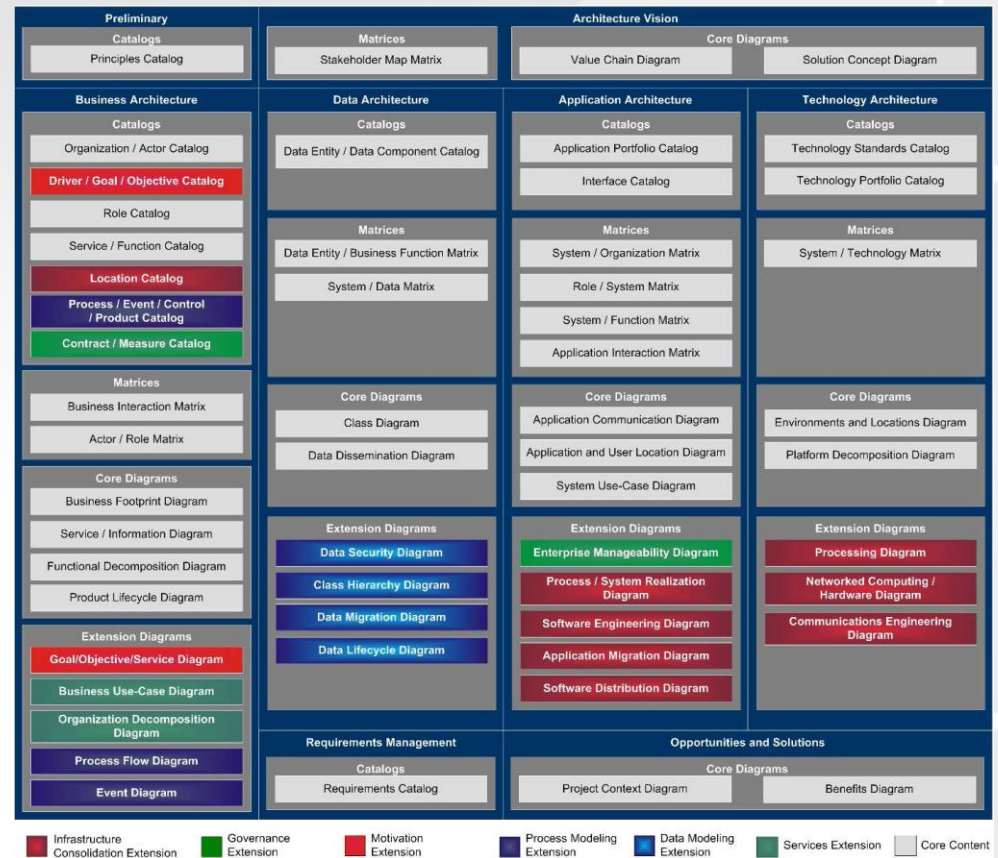 Preliminary
Catalogs
Principles Catalog
Architecture Vision
Matrices
Stakeholder Map Matrix
Core Diagrams
Value Chain Diagram
Solution Concept Diagram
Business Architecture
Catalogs
Organization / Actor Catalog
Driver / Goal / Objective Catalog
Role Catalog
Service / Function Catalog
Location Catalog
Process / Event / Control
/ Product Catalog
Contract / Measure Catalog
Matrices
Business Interaction Matrix
Actor / Role Matrix
Core Diagrams
Business Footprint Diagram
Service / Information Diagram
Functional Decomposition Diagram
Product Lifecycle Diagram
Extension Diagrams
Goal/Objective/Service Diagram
Business Use-Case Diagram
Organization Decomposition
Diagram
Process Flow Diagram
Event Diagram
Data Architecture
Catalogs
Data Entity / Data Component Catalog
Matrices
Data Entity / Business Function Matrix
System / Data Matrix
Core Diagrams
Class Diagram
Data Dissemination Diagram
Extension Diagrams
Data Security Diagram
Class Hierarchy Diagram
Data Migration Diagram
Data Lifecycle Diagram
Application Architecture
Catalogs
Application Portfolio Catalog
Interface Catalog
Matrices
System / Organization Matrix
Role / System Matrix
System / Function Matrix
Application Interaction Matrix
Core Diagrams
Application Communication Diagram
Application and User Location Diagram
System Use-Case Diagram
Extension Diagrams
Enterprise Manageability Diagram
Process / System Realization
Diagram
Software Engineering Diagram
Application Migration Diagram
Software Distribution Diagram
Technology Architecture
Catalogs
Technology Standards Catalog
Technology Portfolio Catalog
Matrices
System / Technology Matrix
Core Diagrams
Environments and Locations Diagram
Platform Decomposition Diagram
Extension Diagrams
Processing Diagram
Networked Computing /
Hardware Diagram
Communications Engineering
Diagram
Requirements Management
Catalogs
Requirements Catalog
Opportunities and Solutions
Core Diagrams
Project Context Diagram
Benefits Diagram
Infrastructure
Consolidation Extension
Governance
Extension
Motivation
Extension
Process Modeling
Extension
Data Modeling
Extension
Services Extension
Core Content